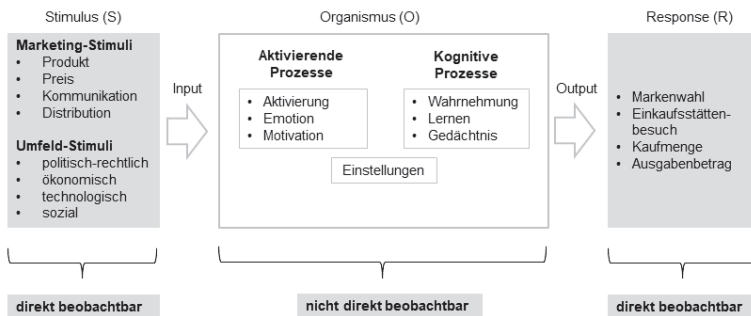 Stimulus (S)
Organismus (O)
Response (R)
Marketing-Stimuli
• Produkt
• Preis
• Kommunikation
• Distribution
Umfeld-Stimuli
• politisch-rechtlich
• ökonomisch
• technologisch
• sozial
Input
Aktivierende
Prozesse
• Aktivierung
• Emotion
• Motivation
Kognitive
Prozesse
• Wahrnehmung
• Lernen
• Gedächtnis
Einstellungen
Output
• Markenwahl
• Einkaufsstätten-
besuch
• Kaufmenge
• Ausgabenbetrag
direkt beobachtbar
nicht direkt beobachtbar
direkt beobachtbar